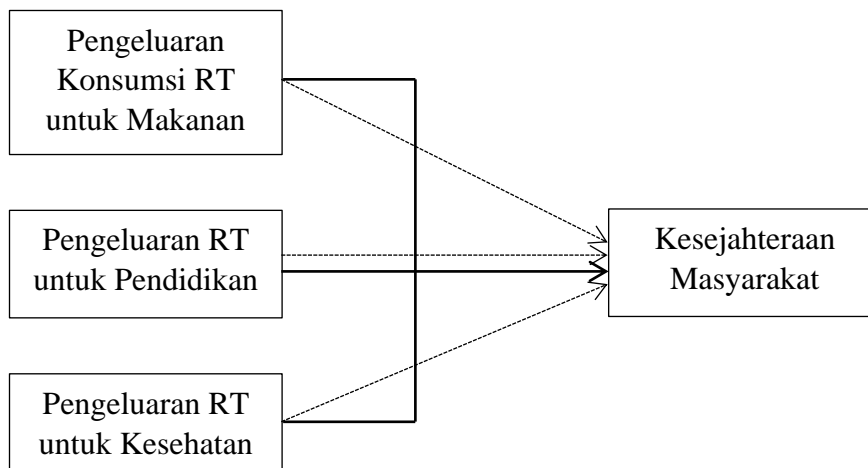 Pengeluaran
Konsumsi RT
untuk Makanan
Pengeluaran RT
untuk Pendidikan
Kesejahteraan
Masyarakat
Pengeluaran RT
untuk Kesehatan